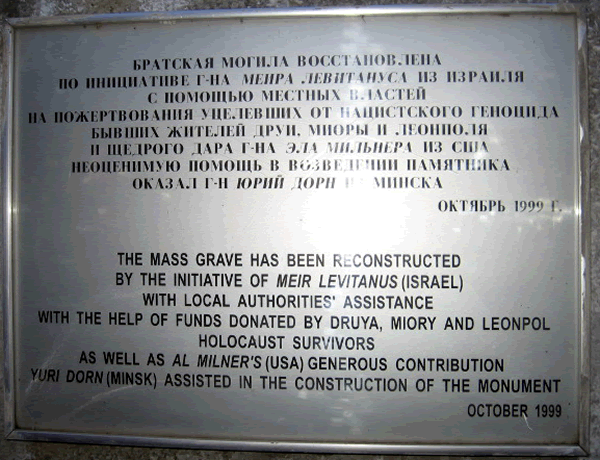 БРАТСКАЯ МОГИЛА ВОССТАНОВЛЕНА
ПО ИНИЦИАТИВЕ Г-НА МЕИРА ЛЕВИТАНУСА ИЗ ИЗРАИЛЯ
С ПОМОЩЬЮ МЕСТНЫХ ВЛАСТЕЙ
НА ПОЖЕРТВОВАНИЯ УЦЕЛЕВШИХ ОТ НАЦИСТСКОГО ГЕНОЦИДА
БЫВШИХ ЖИТЕЛЕЙ ДРУИ, МИОРЫ И ЛЕОНПОЛЯ
И ЩЕДРОГО ДАРА Г-НА ЭЛА МИЛЬНЕРА ИЗ США
НЕОЦЕНИМУЮ ПОМОЩЬ В ВОЗВЕДЕНИИ ПАМЯТНИКА
ОКАЗАЛ Г-Н ЮРИЙ ДОРН МИНСКА
ОКТЯБРЬ 1999 Г.
THE MASS GRAVE HAS BEEN RECONSTRUCTED
BY THE INITIATIVE OF MEIR LEVITANUS (ISRAEL)
WITH LOCAL AUTHORITIES' ASSISTANCE
WITH THE HELP OF FUNDS DONATED BY DRUYA, MIORY AND LEONPOL
HOLOCAUST SURVIVORS
AS WELL AS AL MILNER'S (USA) GENEROUS CONTRIBUTION
YURI DORN (MINSK) ASSISTED IN THE CONSTRUCTION OF THE MONUMENT
OCTOBER 1999